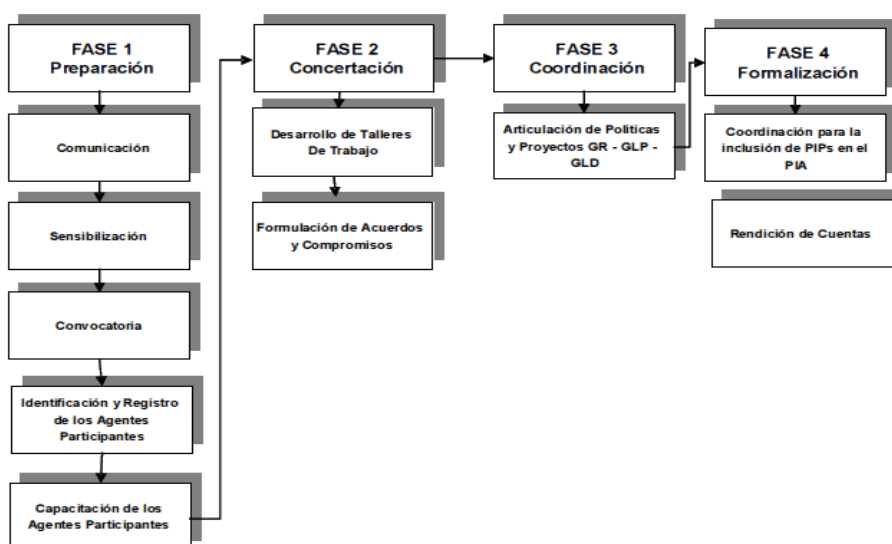 FASE 1
Preparación
Comunicación
Sensibilización
Convocatoria
Identificación y Registro
de los Agentes
Participantes
Capacitación de los
Agentes Participantes
FASE 2
Concertación
Desarrollo de Talleres
De Trabajo
Formulación de Acuerdos
y Compromisos
FASE 3
Coordinación
Articulación de Políticas
y Proyectos GR - GLP -
GLD
FASE 4
Formalización
Coordinación para la
inclusión de PIPs en el
PIA
Rendición de Cuentas